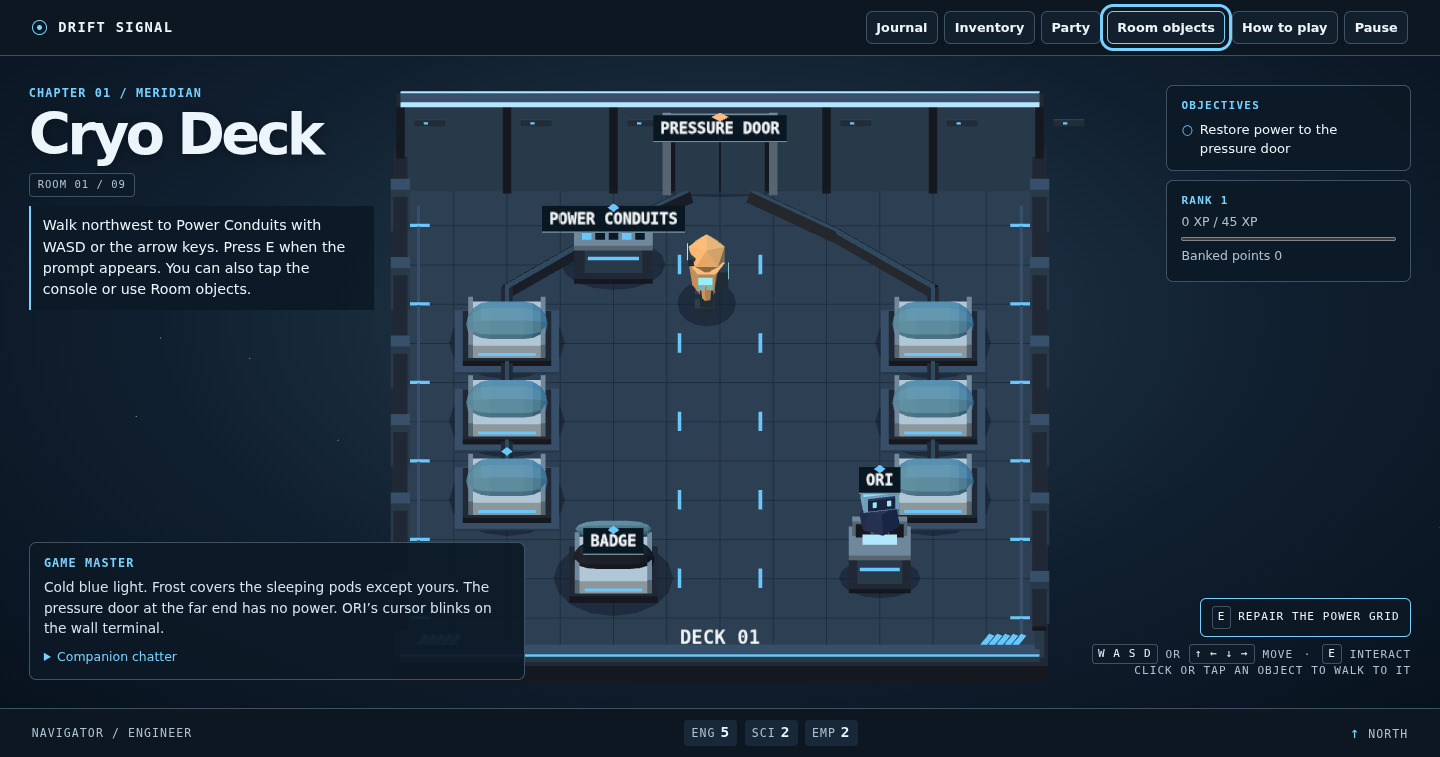 DRIFT SIGNAL
Journal
Inventory
Party
Room objects
How to play
Pause
CHAPTER 01 / MERIDIAN
Cryo Deck
ROOM 01 / 09
Walk northwest to Power Conduits with
WASD or the arrow keys. Press E when the
prompt appears. You can also tap the
console or use Room objects.
PRESSURE DOOR
POWER CONDUITS
ORI
BADGE
DECK 01
OBJECTIVES
Restore power to the
pressure door
RANK 1
0 XP / 45 XP
Banked points 0
GAME MASTER
Cold blue light. Frost covers the sleeping pods except yours. The
pressure door at the far end has no power. ORI’s cursor blinks on
the wall terminal.
Companion chatter
E REPAIR THE POWER GRID
W A S D OR ↑ ← ↓ → MOVE · E INTERACT
CLICK OR TAP AN OBJECT TO WALK TO IT
NAVIGATOR / ENGINEER
ENG 5
SCI 2
EMP 2
↑ NORTH